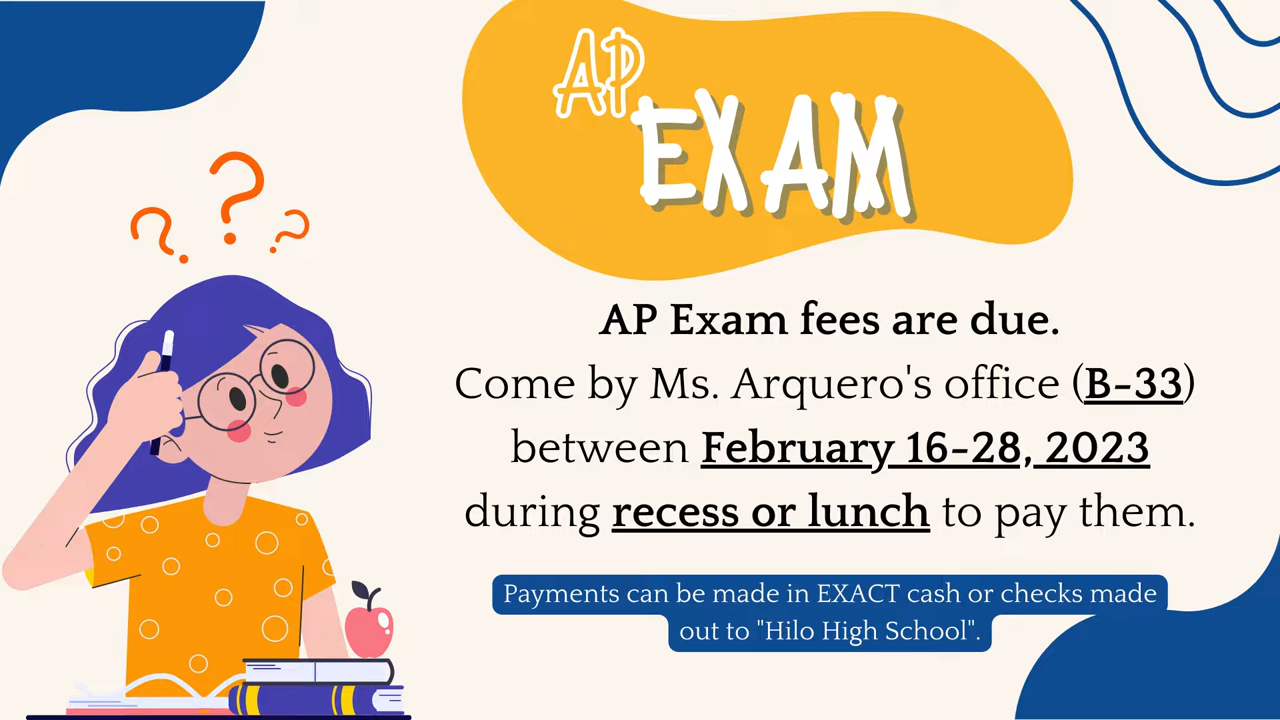 AP
EXAM
AP Exam fees are due.
Come by Ms. Arquero's office (B-33)
between February 16-28, 2023
during recess or lunch to pay them.
Payments can be made in EXACT cash or checks made
out to "Hilo High School".